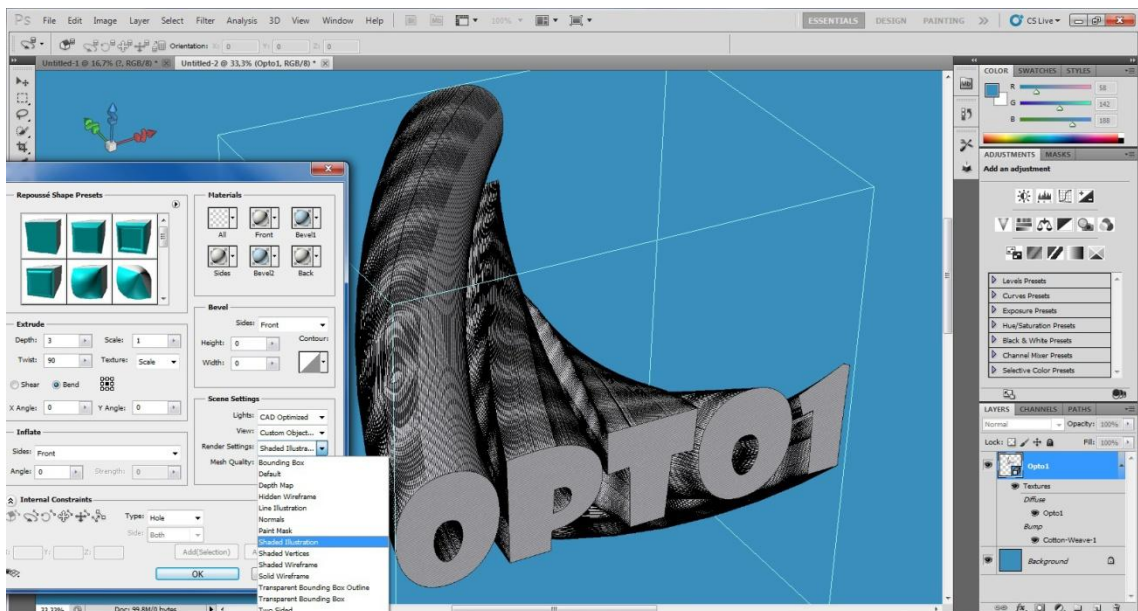 PS File Edit Image Layer Select Filter Analysis 3D View Window Help 100% ESSENTIALS DESIGN PAINTING CS Live
Orientation: X: 0 Y: 0 Z: 0
Untitled-1 @ 16,7% (?, RGB/8) * Untitled-2 @ 33,3% (Opto1, RGB/8) *
Repoussé Shape Presets
Materials
All Front Bevel1
Sides Bevel2 Back
Bevel
Sides: Front
Height: 0 Contour:
Width: 0
Extrude
Depth: 3 Scale: 1
Twist: 90 Texture: Scale
Shear Bend
X Angle: 0 Y Angle: 0
Inflate
Sides: Front
Angle: 0 Strength: 0
Scene Settings
Lights: CAD Optimized
View: Custom Object...
Render Settings: Shaded Illustra...
Mesh Quality:
Bounding Box
Default
Depth Map
Hidden Wireframe
Line Illustration
Normals
Paint Mask
Shaded Illustration
Shaded Vertices
Shaded Wireframe
Solid Wireframe
Transparent Bounding Box Outline
Transparent Bounding Box
Two Sided
Internal Constraints
Type: Hole
Side: Both
Y: Z: Add(Selection)
OK
33,33% Doc: 99,8M/0 bytes
OPTO1
COLOR SWATCHES STYLES
R 58
G 142
B 188
ADJUSTMENTS MASKS
Add an adjustment
Levels Presets
Curves Presets
Exposure Presets
Hue/Saturation Presets
Black & White Presets
Channel Mixer Presets
Selective Color Presets
LAYERS CHANNELS PATHS
Normal Opacity: 100%
Lock: Fill: 100%
Opto1
Textures
Diffuse
Opto1
Bump
Cotton-Weave-1
Background